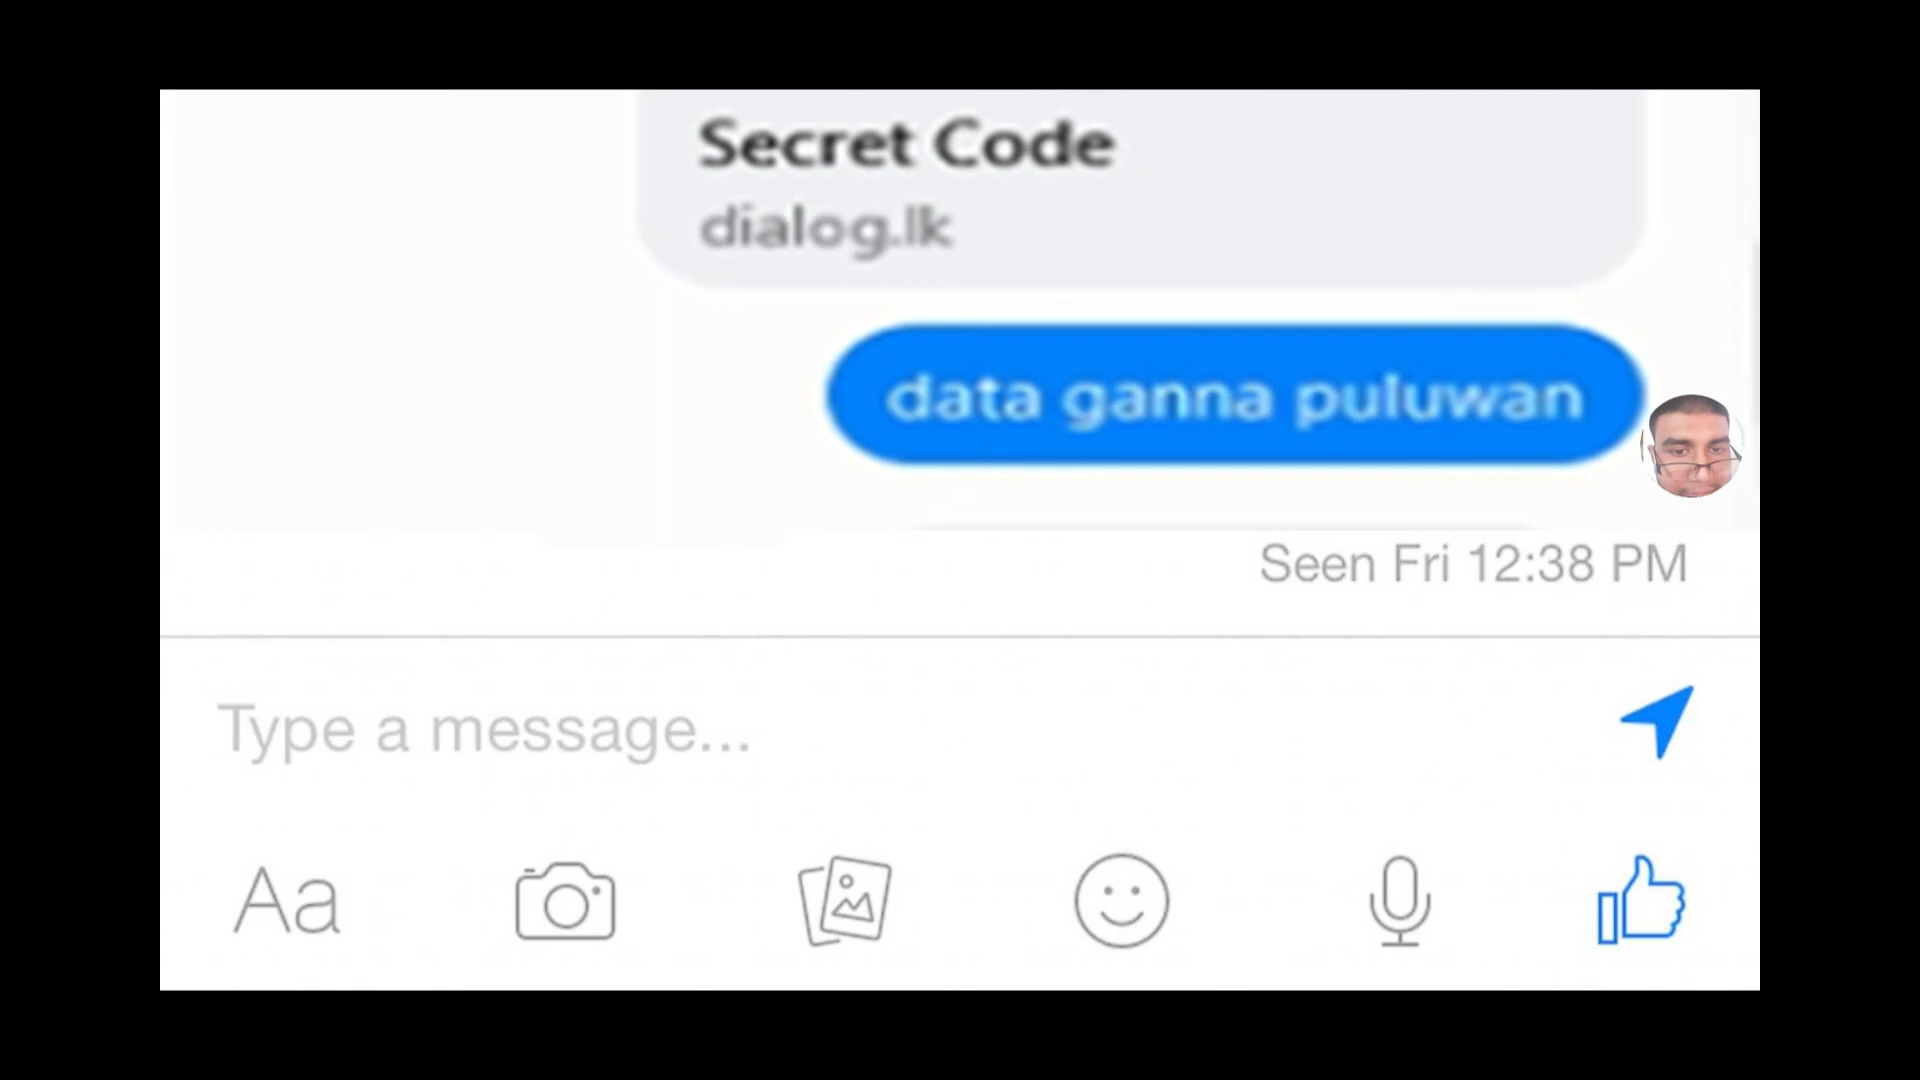 Secret Code
dialog.lk
data ganna puluwan
Seen Fri 12:38 PM
Type a message...
Aa